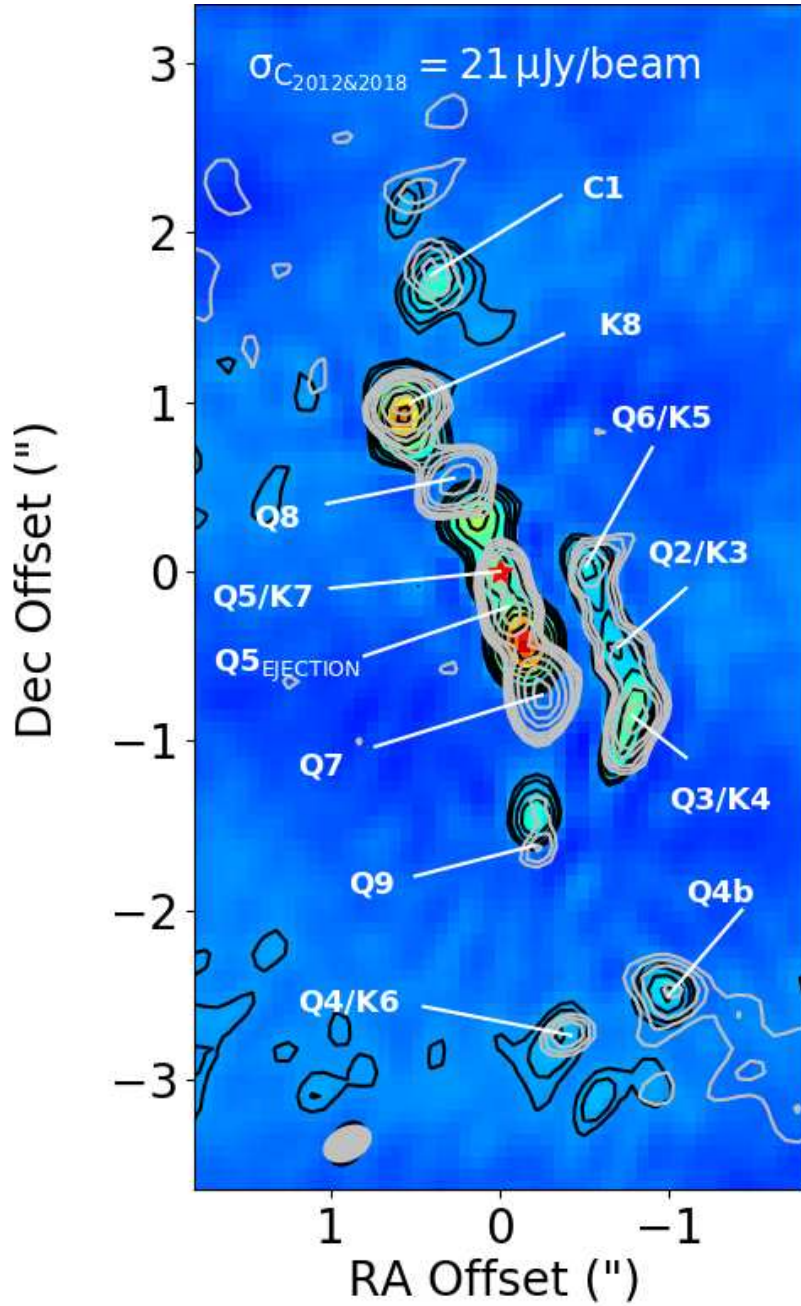 σC2012&2018 = 21 μJy/beam
C1
K8
Q6/K5
Q8
Q2/K3
Q5/K7
Q5EJECTION
Q7
Q3/K4
Q9
Q4b
Q4/K6
3
2
1
0
−1
−2
−3
Dec Offset (")
1
0
−1
RA Offset (")